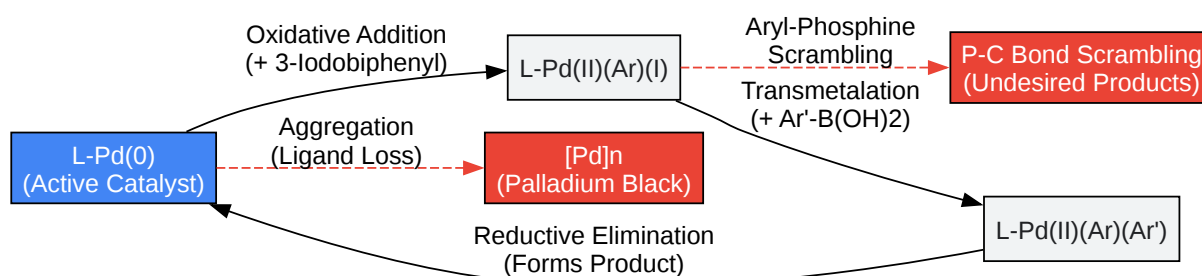 Oxidative Addition
(+ 3-Iodobiphenyl)
L-Pd(II)(Ar)(I)
Aryl-Phosphine
Scrambling
P-C Bond Scrambling
(Undesired Products)
Transmetalation
(+ Ar'-B(OH)2)
L-Pd(0)
(Active Catalyst)
Aggregation
(Ligand Loss)
[Pd]n
(Palladium Black)
L-Pd(II)(Ar)(Ar')
Reductive Elimination
(Forms Product)